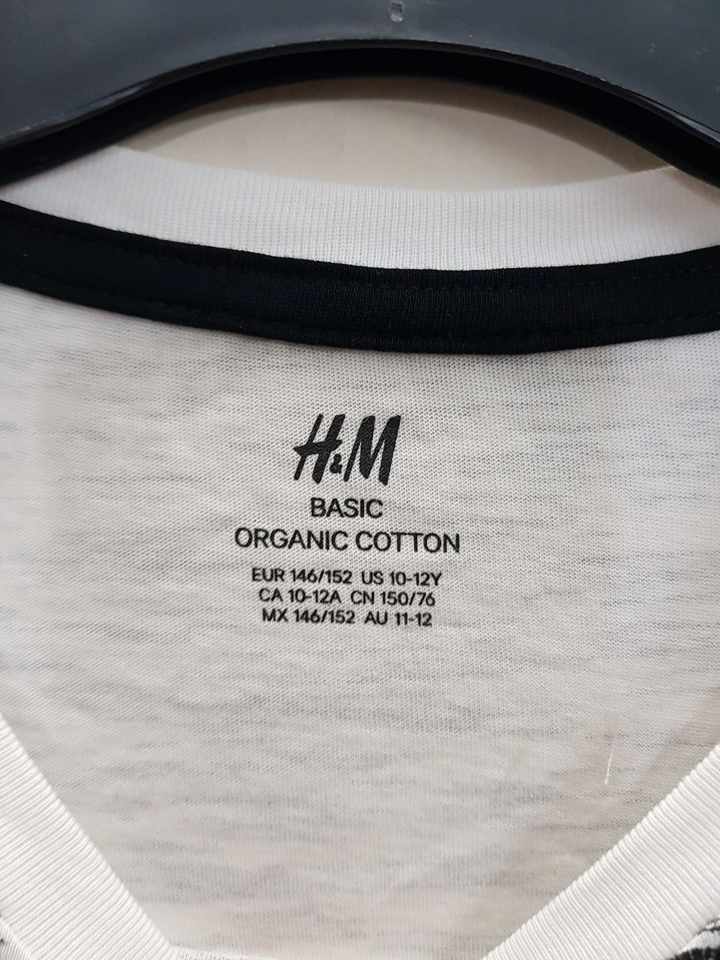 H&M
BASIC
ORGANIC COTTON
EUR 146/152 US 10-12Y
CA 10-12A CN 150/76
MX 146/152 AU 11-12